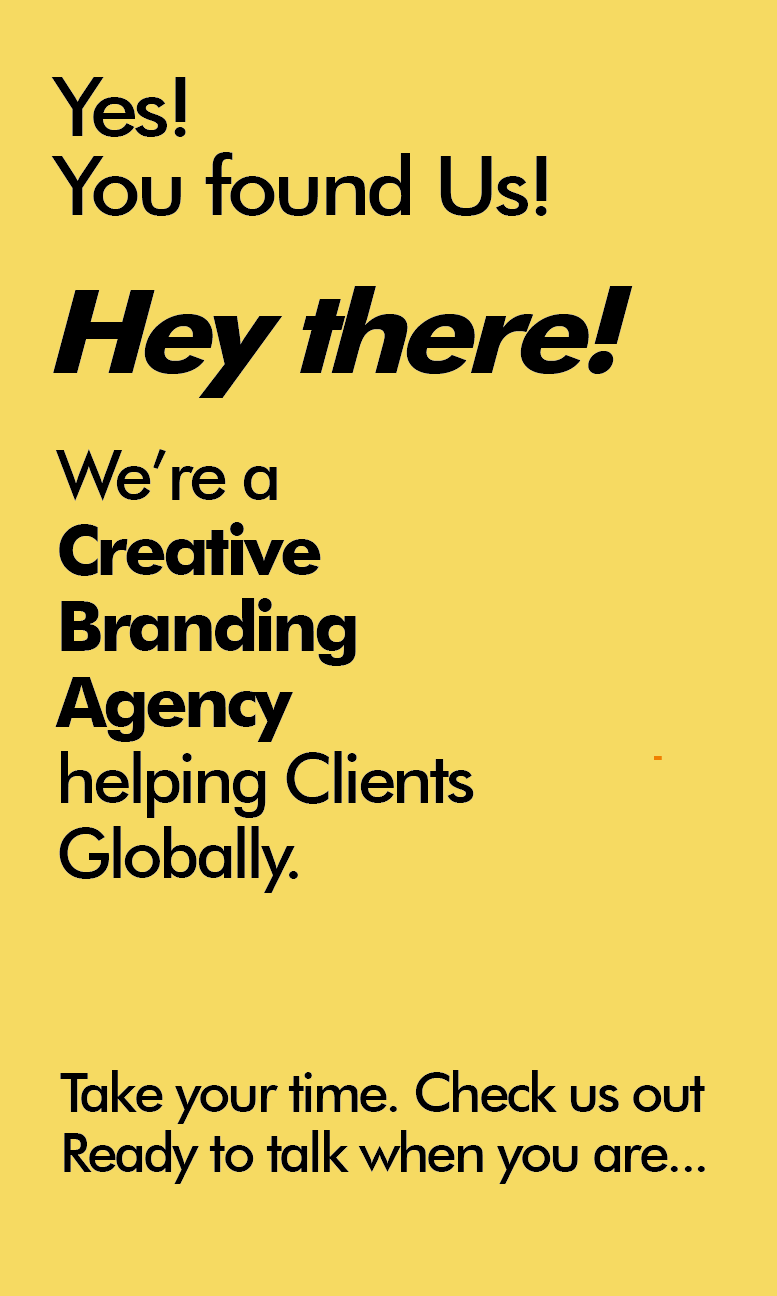 Yes!
You found Us!
Hey there!
We’re a
Creative
Branding
Agency
helping Clients
Globally.
Take your time. Check us out
Ready to talk when you are...